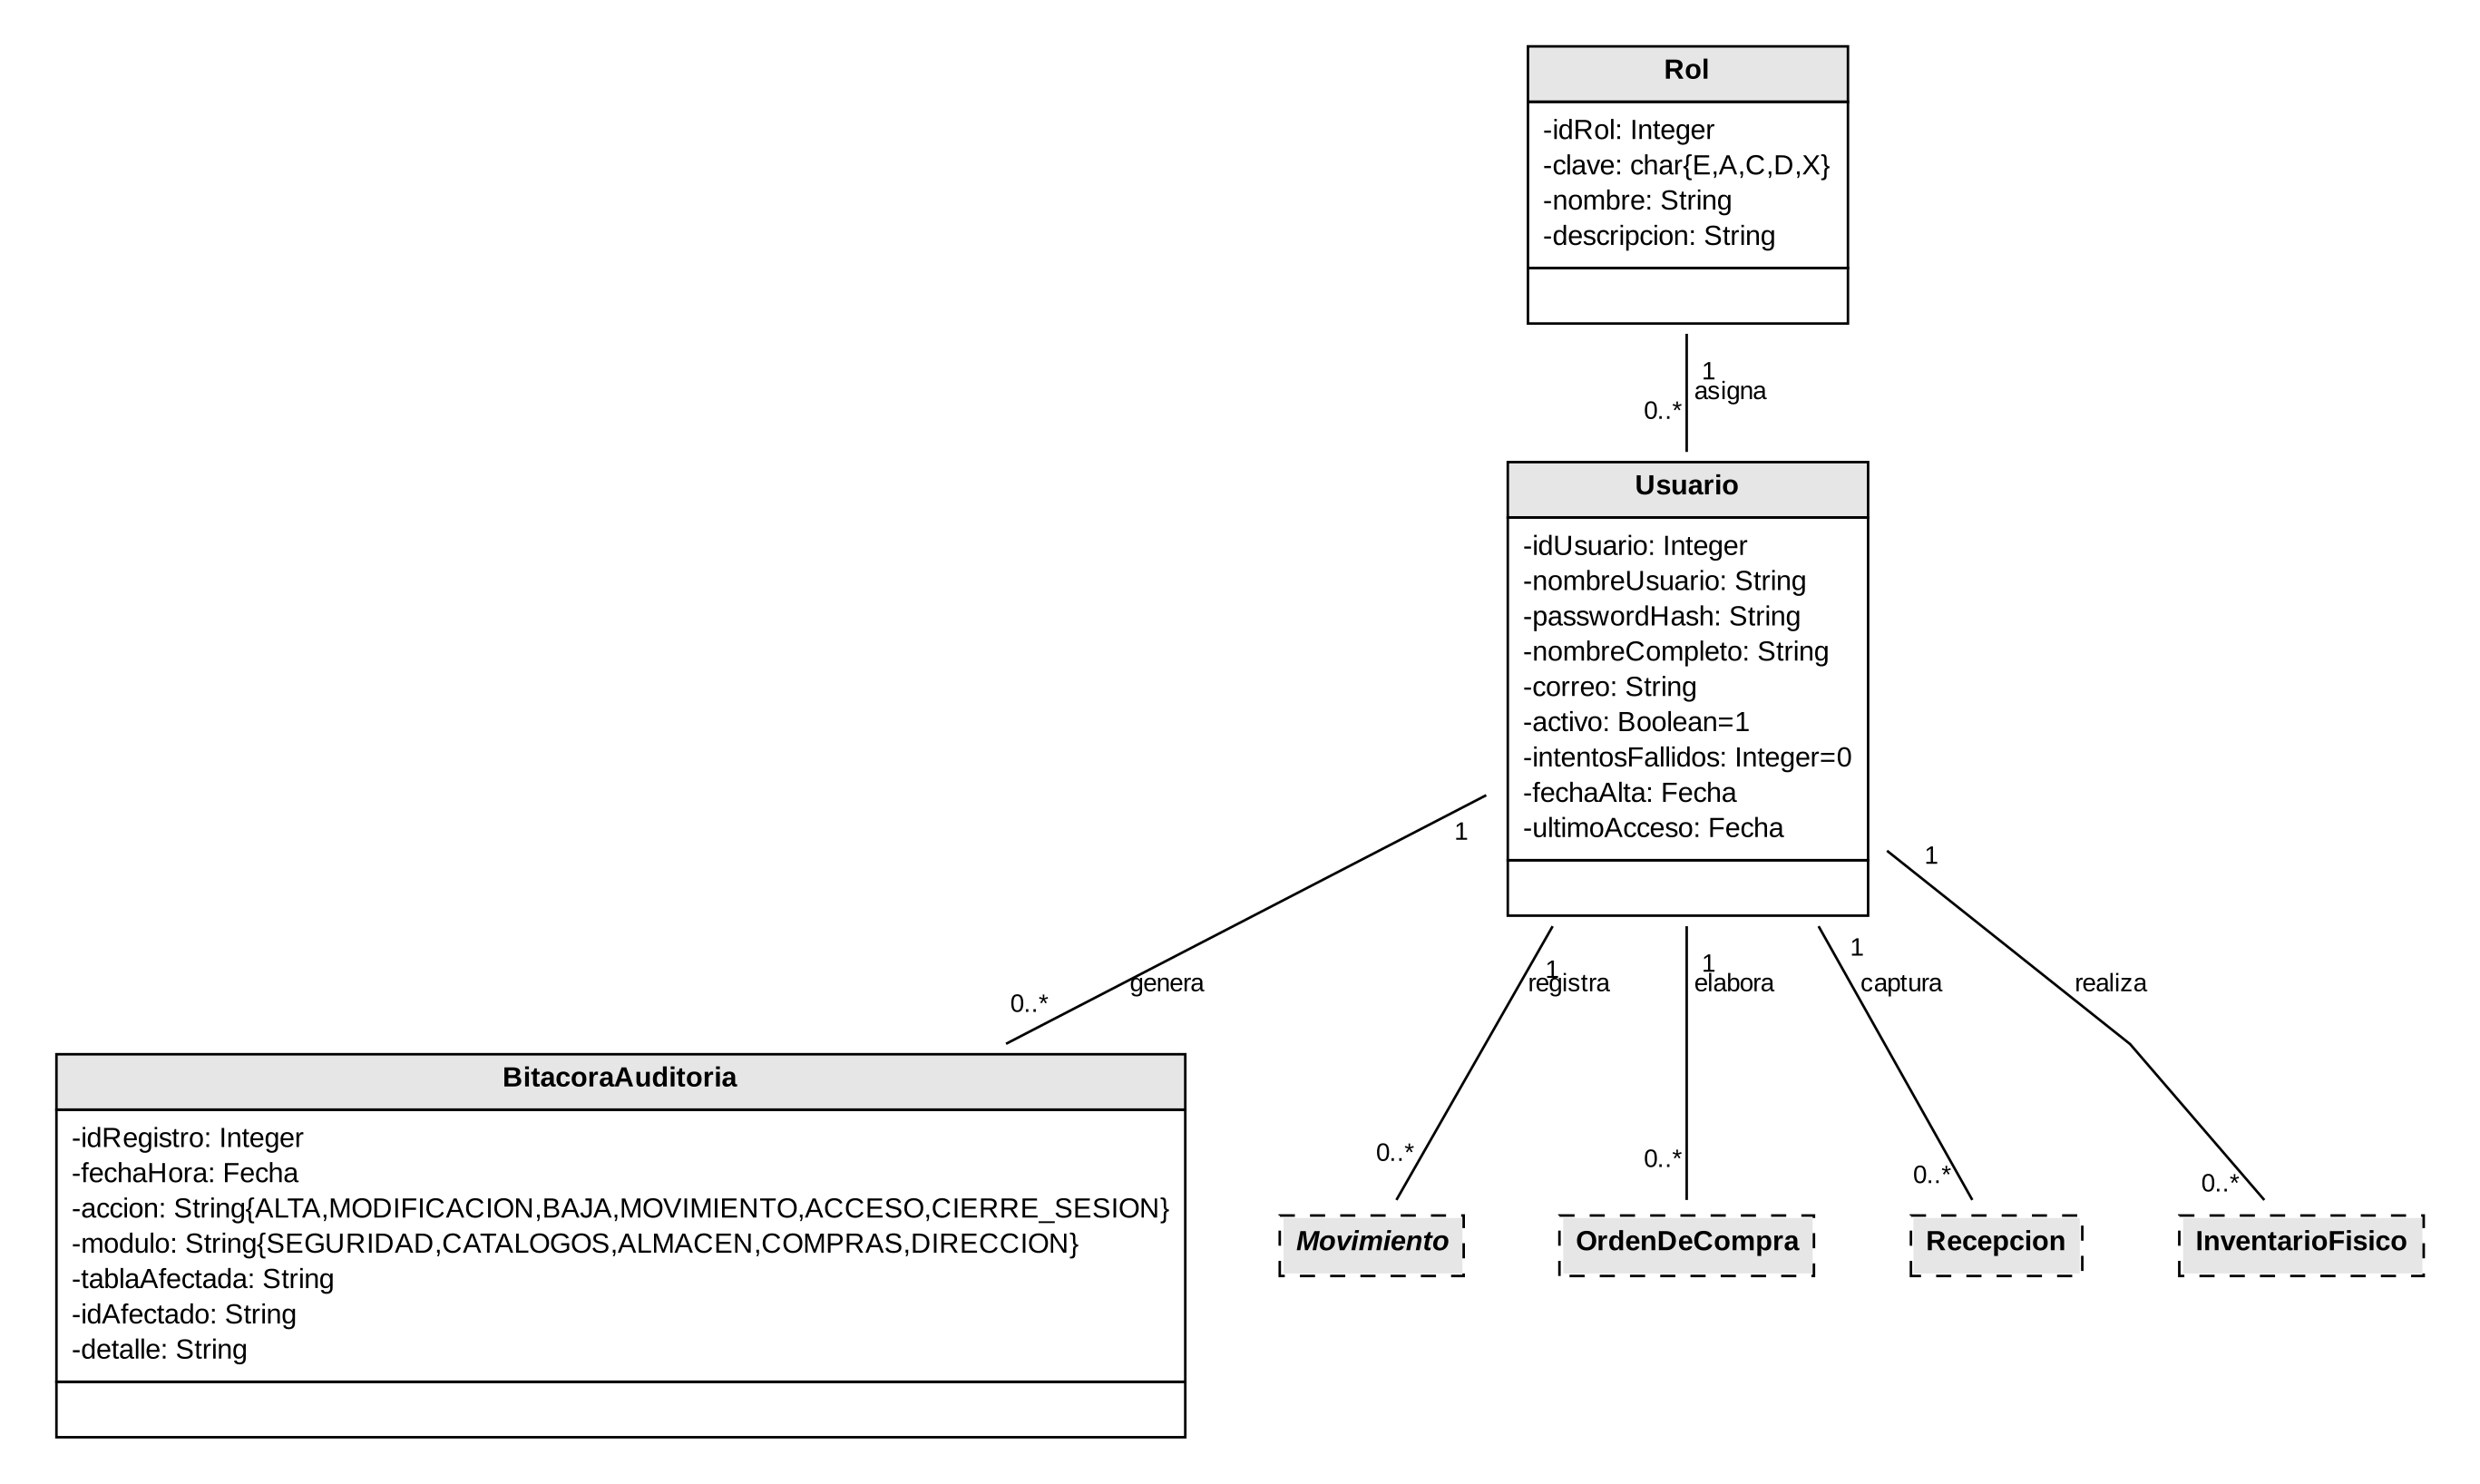 Rol
-idRol: Integer
-clave: char{E,A,C,D,X}
-nombre: String
-descripcion: String
1
asigna
0..*
Usuario
-idUsuario: Integer
-nombreUsuario: String
-passwordHash: String
-nombreCompleto: String
-correo: String
-activo: Boolean=1
-intentosFallidos: Integer=0
-fechaAlta: Fecha
-ultimoAcceso: Fecha
1
genera
0..*
1
registra
0..*
1
elabora
0..*
1
captura
0..*
1
realiza
0..*
BitacoraAuditoria
-idRegistro: Integer
-fechaHora: Fecha
-accion: String{ALTA,MODIFICACION,BAJA,MOVIMIENTO,ACCESO,CIERRE_SESION}
-modulo: String{SEGURIDAD,CATALOGOS,ALMACEN,COMPRAS,DIRECCION}
-tablaAfectada: String
-idAfectado: String
-detalle: String
Movimiento
OrdenDeCompra
Recepcion
InventarioFisico